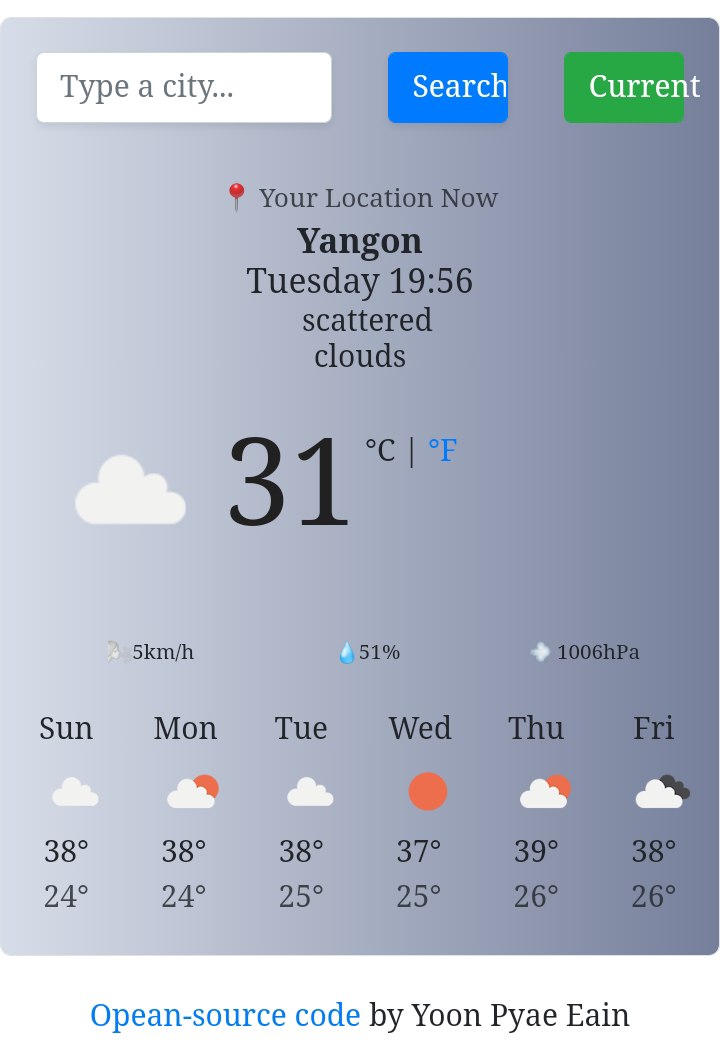 Type a city... Search Current
📍 Your Location Now
Yangon
Tuesday 19:56
scattered
clouds
31 °C | °F
🌬️5km/h 💧51% 💨 1006hPa
Sun Mon Tue Wed Thu Fri
38° 38° 38° 37° 39° 38°
24° 24° 25° 25° 26° 26°
Opean-source code by Yoon Pyae Eain